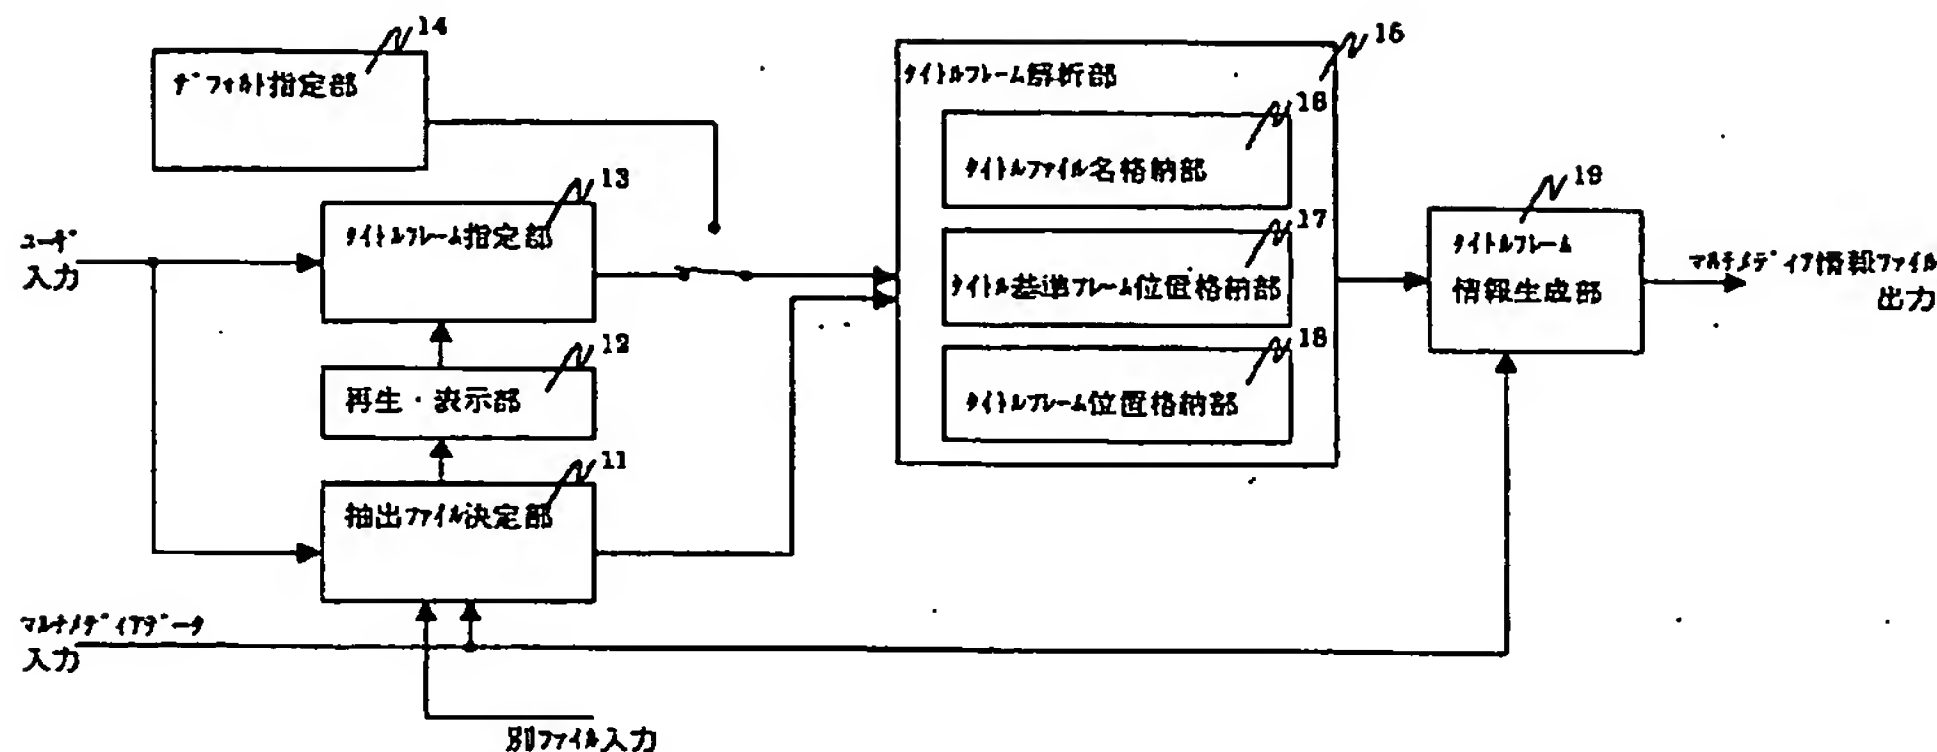 14
ﾃﾞﾌｫﾙﾄ指定部
15
ﾀｲﾄﾙﾌﾚｰﾑ解析部
16
ﾀｲﾄﾙﾌｧｲﾙ名格納部
13
ﾀｲﾄﾙﾌﾚｰﾑ指定部
17
ﾀｲﾄﾙ基準ﾌﾚｰﾑ位置格納部
19
ﾀｲﾄﾙﾌﾚｰﾑ
情報生成部
ﾕｰｻﾞ
入力
ﾏﾙﾁﾒﾃﾞｨｱ情報ﾌｧｲﾙ
出力
12
再生・表示部
18
ﾀｲﾄﾙﾌﾚｰﾑ位置格納部
11
抽出ﾌｧｲﾙ決定部
ﾏﾙﾁﾒﾃﾞｨｱﾃﾞｰﾀ
入力
別ﾌｧｲﾙ入力